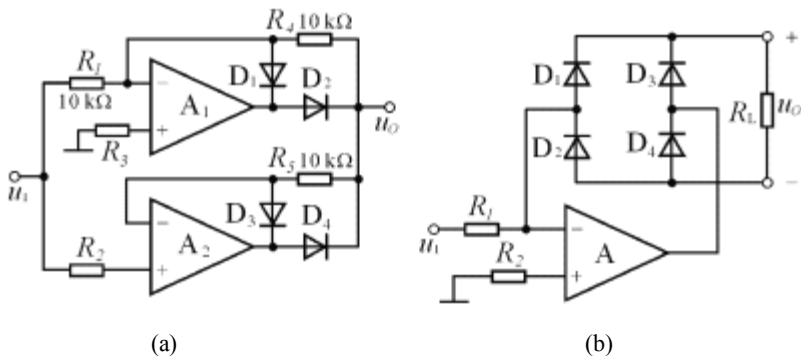 R4 10 kΩ
R1
10 kΩ
D1
D2
−
A1
+
R3
uO
R5 10 kΩ
uI
−
A2
+
D3
D4
R2
(a)
+
D1
D3
RL
uO
D2
D4
−
R1
uI
−
A
R2
+
(b)